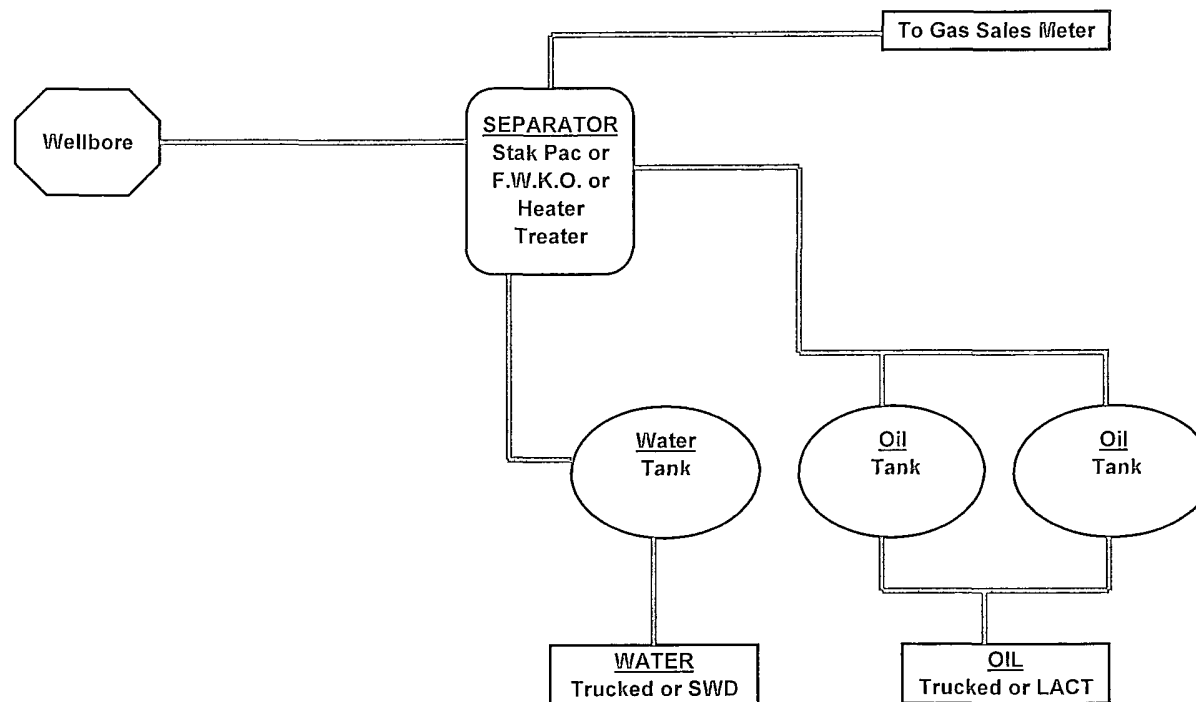 To Gas Sales Meter
Wellbore
SEPARATOR
Stak Pac or
F.W.K.O. or
Heater
Treater
Water
Tank
Oil
Tank
Oil
Tank
WATER
Trucked or SWD
OIL
Trucked or LACT